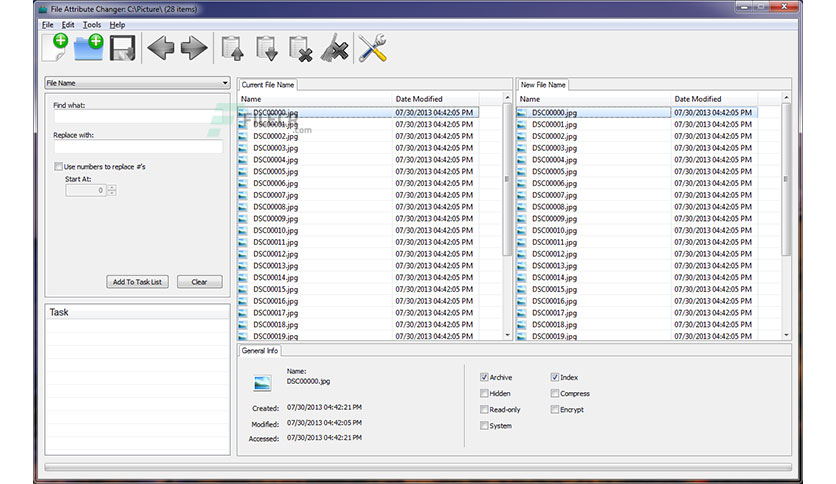 File Attribute Changer: C:\Picture\ (28 items)
File Edit Tools Help
File Name
Find what:
Replace with:
Use numbers to replace #'s
Start At:
0
Add To Task List Clear
Task
Current File Name
Name Date Modified
DSC00000.jpg 07/30/2013 04:42:05 PM
DSC00001.jpg 07/30/2013 04:42:05 PM
DSC00002.jpg 07/30/2013 04:42:05 PM
DSC00003.jpg 07/30/2013 04:42:05 PM
DSC00004.jpg 07/30/2013 04:42:05 PM
DSC00005.jpg 07/30/2013 04:42:05 PM
DSC00006.jpg 07/30/2013 04:42:05 PM
DSC00007.jpg 07/30/2013 04:42:05 PM
DSC00008.jpg 07/30/2013 04:42:05 PM
DSC00009.jpg 07/30/2013 04:42:05 PM
DSC00010.jpg 07/30/2013 04:42:05 PM
DSC00011.jpg 07/30/2013 04:42:05 PM
DSC00012.jpg 07/30/2013 04:42:05 PM
DSC00013.jpg 07/30/2013 04:42:05 PM
DSC00014.jpg 07/30/2013 04:42:05 PM
DSC00015.jpg 07/30/2013 04:42:05 PM
DSC00016.jpg 07/30/2013 04:42:05 PM
DSC00017.jpg 07/30/2013 04:42:05 PM
DSC00018.jpg 07/30/2013 04:42:05 PM
DSC00019.jpg 07/30/2013 04:42:05 PM
FILECR
.com
New File Name
Name Date Modified
DSC00000.jpg 07/30/2013 04:42:05 PM
DSC00001.jpg 07/30/2013 04:42:05 PM
DSC00002.jpg 07/30/2013 04:42:05 PM
DSC00003.jpg 07/30/2013 04:42:05 PM
DSC00004.jpg 07/30/2013 04:42:05 PM
DSC00005.jpg 07/30/2013 04:42:05 PM
DSC00006.jpg 07/30/2013 04:42:05 PM
DSC00007.jpg 07/30/2013 04:42:05 PM
DSC00008.jpg 07/30/2013 04:42:05 PM
DSC00009.jpg 07/30/2013 04:42:05 PM
DSC00010.jpg 07/30/2013 04:42:05 PM
DSC00011.jpg 07/30/2013 04:42:05 PM
DSC00012.jpg 07/30/2013 04:42:05 PM
DSC00013.jpg 07/30/2013 04:42:05 PM
DSC00014.jpg 07/30/2013 04:42:05 PM
DSC00015.jpg 07/30/2013 04:42:05 PM
DSC00016.jpg 07/30/2013 04:42:05 PM
DSC00017.jpg 07/30/2013 04:42:05 PM
DSC00018.jpg 07/30/2013 04:42:05 PM
DSC00019.jpg 07/30/2013 04:42:05 PM
General Info
Name:
DSC00000.jpg
Created: 07/30/2013 04:42:21 PM
Modified: 07/30/2013 04:42:05 PM
Accessed: 07/30/2013 04:42:21 PM
Archive Index
Hidden Compress
Read-only Encrypt
System